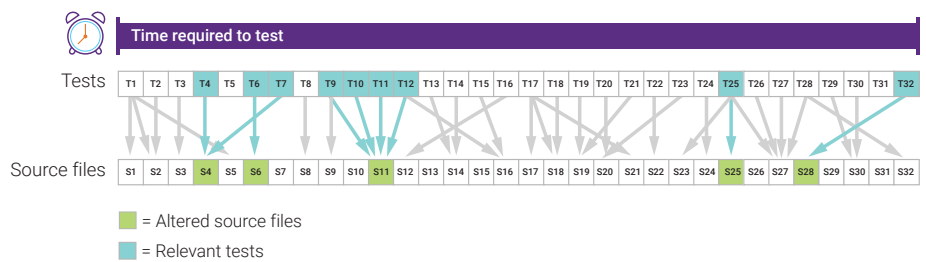 Time required to test
Tests T1 T2 T3 T4 T5 T6 T7 T8 T9 T10 T11 T12 T13 T14 T15 T16 T17 T18 T19 T20 T21 T22 T23 T24 T25 T26 T27 T28 T29 T30 T31 T32
Source files S1 S2 S3 S4 S5 S6 S7 S8 S9 S10 S11 S12 S13 S14 S15 S16 S17 S18 S19 S20 S21 S22 S23 S24 S25 S26 S27 S28 S29 S30 S31 S32
= Altered source files
= Relevant tests